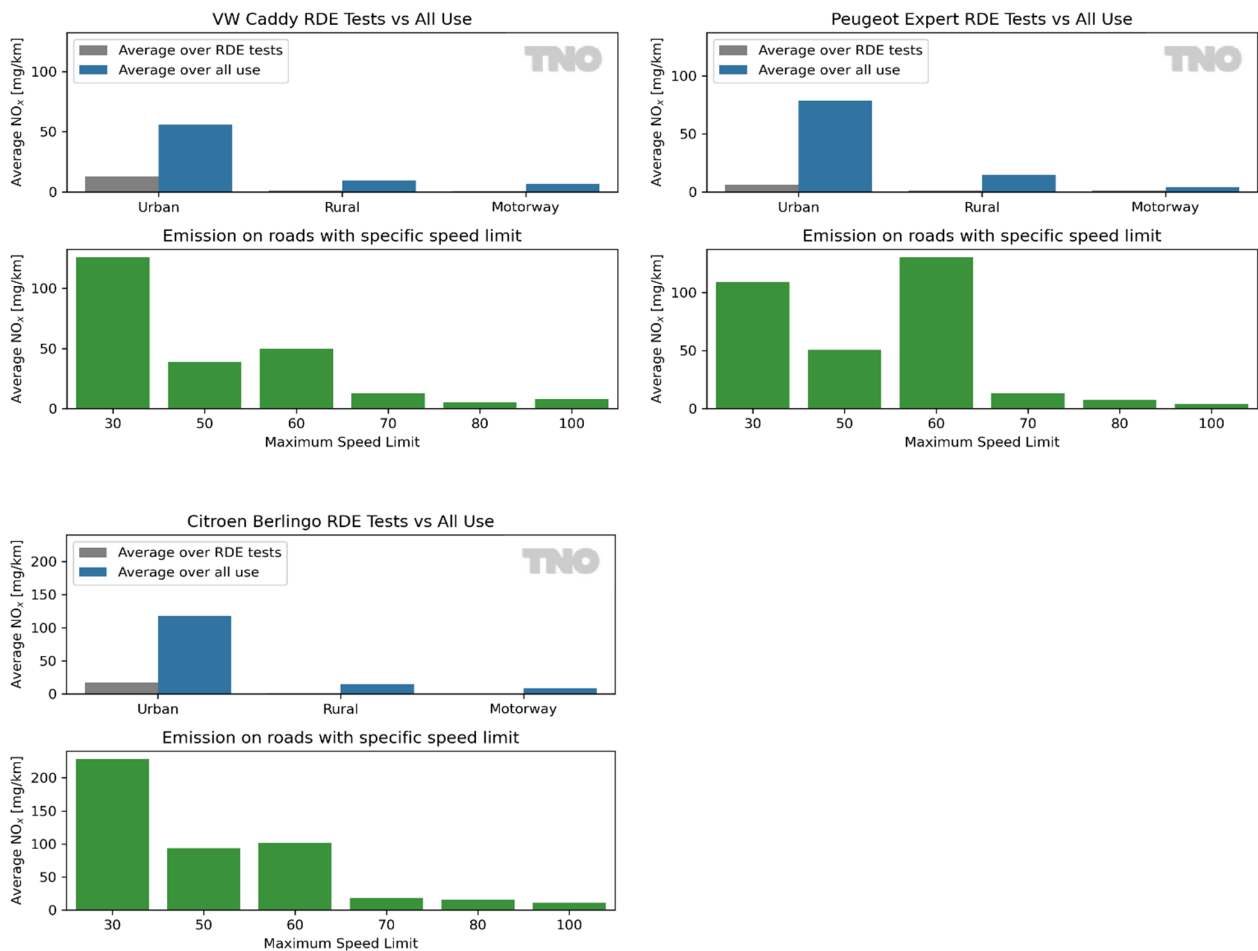 VW Caddy RDE Tests vs All Use
Average NOx [mg/km]
100
50
0
Average over RDE tests
Average over all use
TNO
Urban Rural Motorway
Emission on roads with specific speed limit
Average NOx [mg/km]
100
50
0
30 50 60 70 80 100
Maximum Speed Limit
Peugeot Expert RDE Tests vs All Use
Average NOx [mg/km]
100
50
0
Average over RDE tests
Average over all use
TNO
Urban Rural Motorway
Emission on roads with specific speed limit
Average NOx [mg/km]
100
50
0
30 50 60 70 80 100
Maximum Speed Limit
Citroen Berlingo RDE Tests vs All Use
Average NOx [mg/km]
200
150
100
50
0
Average over RDE tests
Average over all use
TNO
Urban Rural Motorway
Emission on roads with specific speed limit
Average NOx [mg/km]
200
150
100
50
0
30 50 60 70 80 100
Maximum Speed Limit